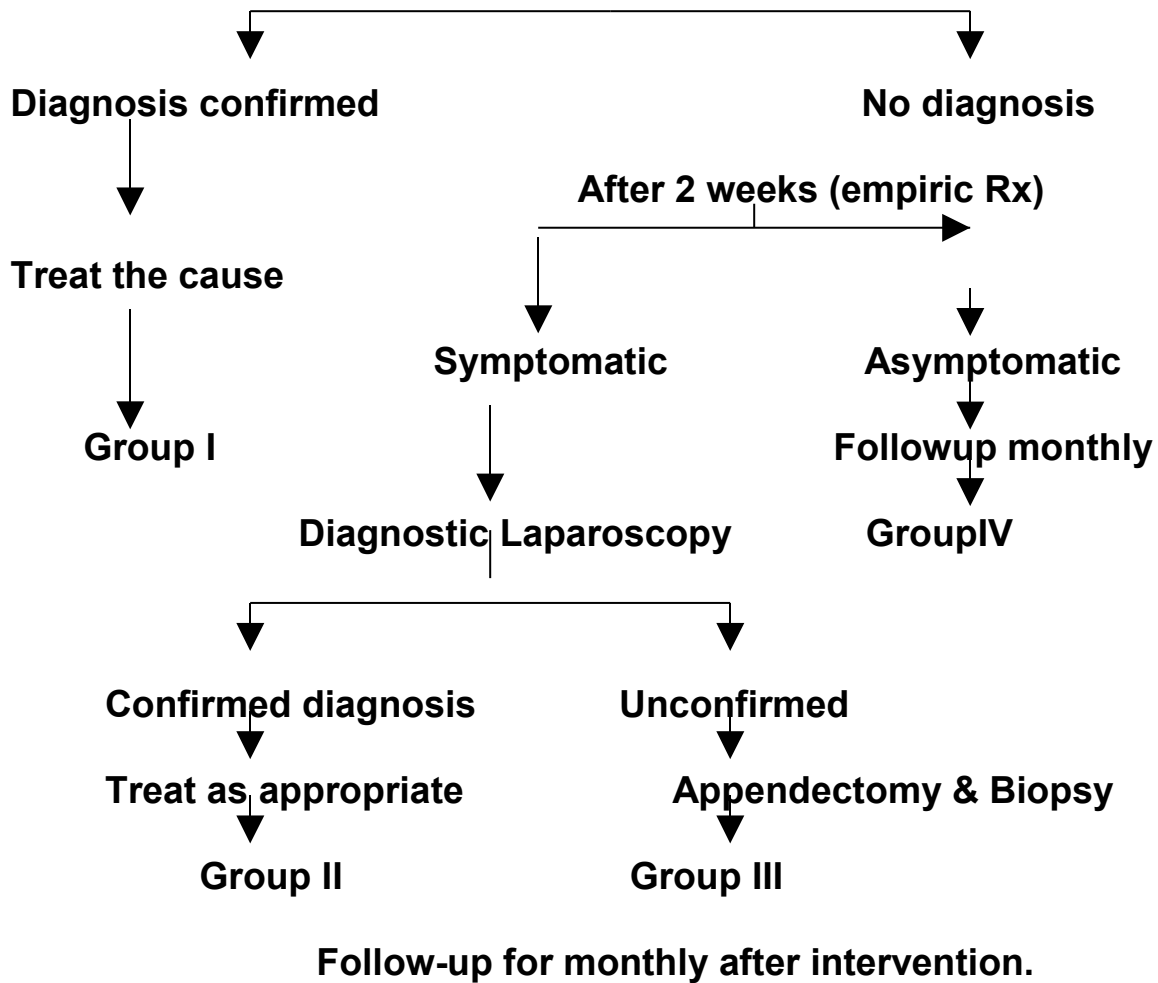 Diagnosis confirmed
No diagnosis
After 2 weeks (empiric Rx)
Treat the cause
Symptomatic
Asymptomatic
Group I
Followup monthly
Diagnostic Laparoscopy
GroupIV
Confirmed diagnosis
Unconfirmed
Treat as appropriate
Appendectomy & Biopsy
Group II
Group III
Follow-up for monthly after intervention.